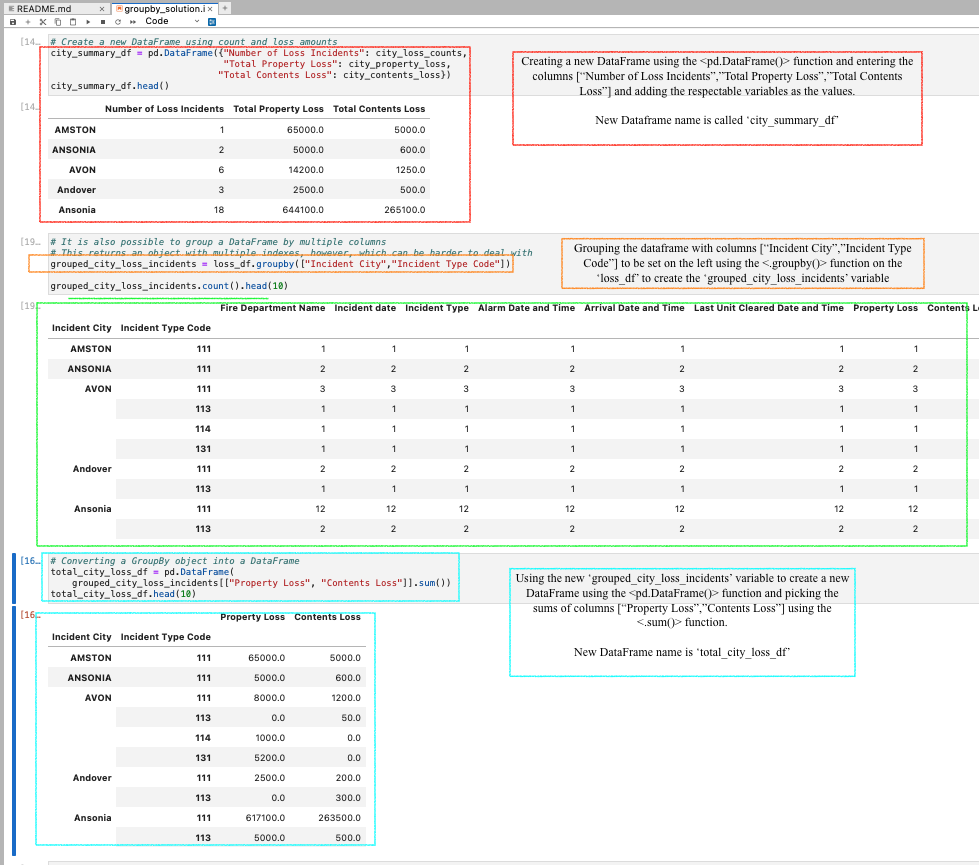 README.md × groupby_solution.i × +
Code
[14...
# Create a new DataFrame using count and loss amounts
city_summary_df = pd.DataFrame({"Number of Loss Incidents": city_loss_counts,
"Total Property Loss": city_property_loss,
"Total Contents Loss": city_contents_loss})
city_summary_df.head()
Creating a new DataFrame using the <pd.DataFrame()> function and entering the
columns [“Number of Loss Incidents”,”Total Property Loss”,”Total Contents
Loss”] and adding the respectable variables as the values.
New Dataframe name is called ‘city_summary_df’
[14...
Number of Loss Incidents Total Property Loss Total Contents Loss
AMSTON 1 65000.0 5000.0
ANSONIA 2 5000.0 600.0
AVON 6 14200.0 1250.0
Andover 3 2500.0 500.0
Ansonia 18 644100.0 265100.0
[19...
# It is also possible to group a DataFrame by multiple columns
# This returns an object with multiple indexes, however, which can be harder to deal with
grouped_city_loss_incidents = loss_df.groupby(["Incident City","Incident Type Code"])
grouped_city_loss_incidents.count().head(10)
Grouping the dataframe with columns [“Incident City”,”Incident Type
Code”] to be set on the left using the <.groupby()> function on the
‘loss_df’ to create the ‘grouped_city_loss_incidents’ variable
[19...
Fire Department Name Incident date Incident Type Alarm Date and Time Arrival Date and Time Last Unit Cleared Date and Time Property Loss Contents Lo
Incident City Incident Type Code
AMSTON 111 1 1 1 1 1 1 1
ANSONIA 111 2 2 2 2 2 2 2
AVON 111 3 3 3 3 3 3 3
113 1 1 1 1 1 1 1
114 1 1 1 1 1 1 1
131 1 1 1 1 1 1 1
Andover 111 2 2 2 2 2 2 2
113 1 1 1 1 1 1 1
Ansonia 111 12 12 12 12 12 12 12
113 2 2 2 2 2 2 2
[16...
# Converting a GroupBy object into a DataFrame
total_city_loss_df = pd.DataFrame(
grouped_city_loss_incidents[["Property Loss", "Contents Loss"]].sum())
total_city_loss_df.head(10)
Using the new ‘grouped_city_loss_incidents’ variable to create a new
DataFrame using the <pd.DataFrame()> function and picking the
sums of columns [“Property Loss”,”Contents Loss”] using the
<.sum()> function.
New DataFrame name is ‘total_city_loss_df’
[16...
Property Loss Contents Loss
Incident City Incident Type Code
AMSTON 111 65000.0 5000.0
ANSONIA 111 5000.0 600.0
AVON 111 8000.0 1200.0
113 0.0 50.0
114 1000.0 0.0
131 5200.0 0.0
Andover 111 2500.0 200.0
113 0.0 300.0
Ansonia 111 617100.0 263500.0
113 5000.0 500.0